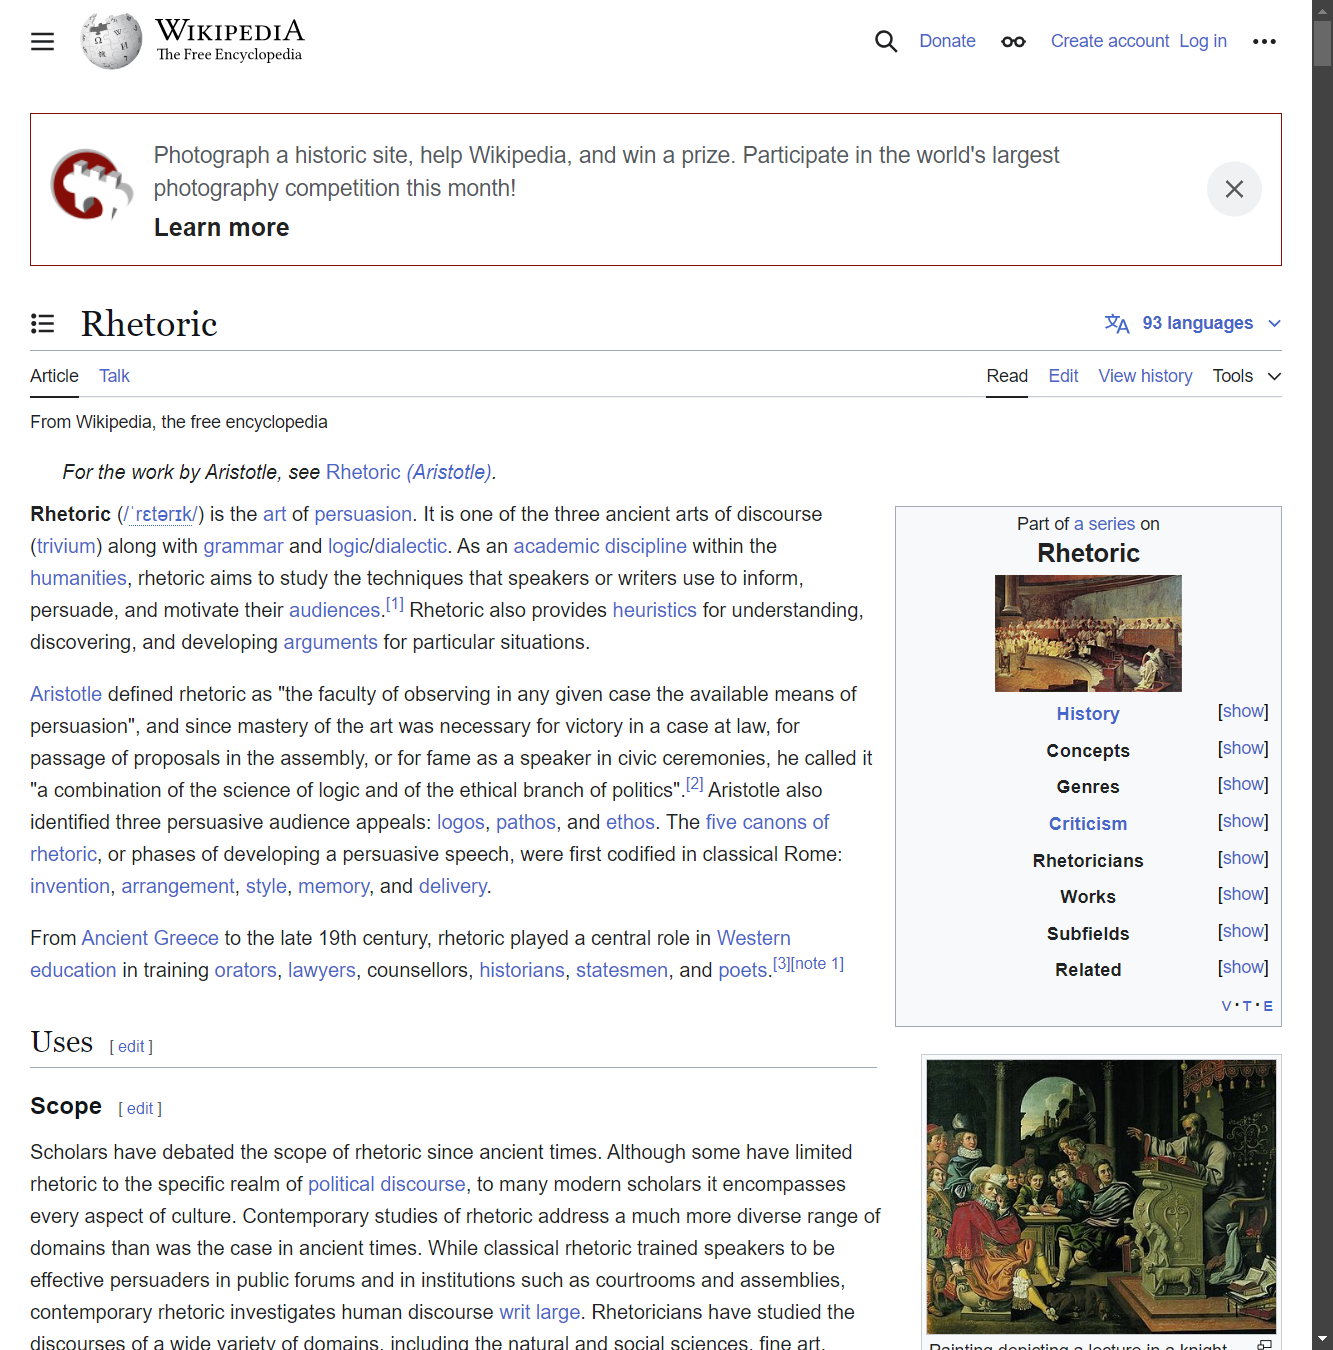 WIKIPEDIA
The Free Encyclopedia
Donate
Create account
Log in
Photograph a historic site, help Wikipedia, and win a prize. Participate in the world's largest
photography competition this month!
Learn more
Rhetoric
93 languages
Article Talk
Read Edit View history Tools
From Wikipedia, the free encyclopedia
For the work by Aristotle, see Rhetoric (Aristotle).
Rhetoric (/ˈrɛtərɪk/) is the art of persuasion. It is one of the three ancient arts of discourse
(trivium) along with grammar and logic/dialectic. As an academic discipline within the
humanities, rhetoric aims to study the techniques that speakers or writers use to inform,
persuade, and motivate their audiences.[1] Rhetoric also provides heuristics for understanding,
discovering, and developing arguments for particular situations.
Aristotle defined rhetoric as "the faculty of observing in any given case the available means of
persuasion", and since mastery of the art was necessary for victory in a case at law, for
passage of proposals in the assembly, or for fame as a speaker in civic ceremonies, he called it
"a combination of the science of logic and of the ethical branch of politics".[2] Aristotle also
identified three persuasive audience appeals: logos, pathos, and ethos. The five canons of
rhetoric, or phases of developing a persuasive speech, were first codified in classical Rome:
invention, arrangement, style, memory, and delivery.
From Ancient Greece to the late 19th century, rhetoric played a central role in Western
education in training orators, lawyers, counsellors, historians, statesmen, and poets.[3][note 1]
Part of a series on
Rhetoric
History [show]
Concepts [show]
Genres [show]
Criticism [show]
Rhetoricians [show]
Works [show]
Subfields [show]
Related [show]
V · T · E
Uses [ edit ]
Scope [ edit ]
Scholars have debated the scope of rhetoric since ancient times. Although some have limited
rhetoric to the specific realm of political discourse, to many modern scholars it encompasses
every aspect of culture. Contemporary studies of rhetoric address a much more diverse range of
domains than was the case in ancient times. While classical rhetoric trained speakers to be
effective persuaders in public forums and in institutions such as courtrooms and assemblies,
contemporary rhetoric investigates human discourse writ large. Rhetoricians have studied the
discourses of a wide variety of domains, including the natural and social sciences, fine art,
Painting depicting a lecture in a knight